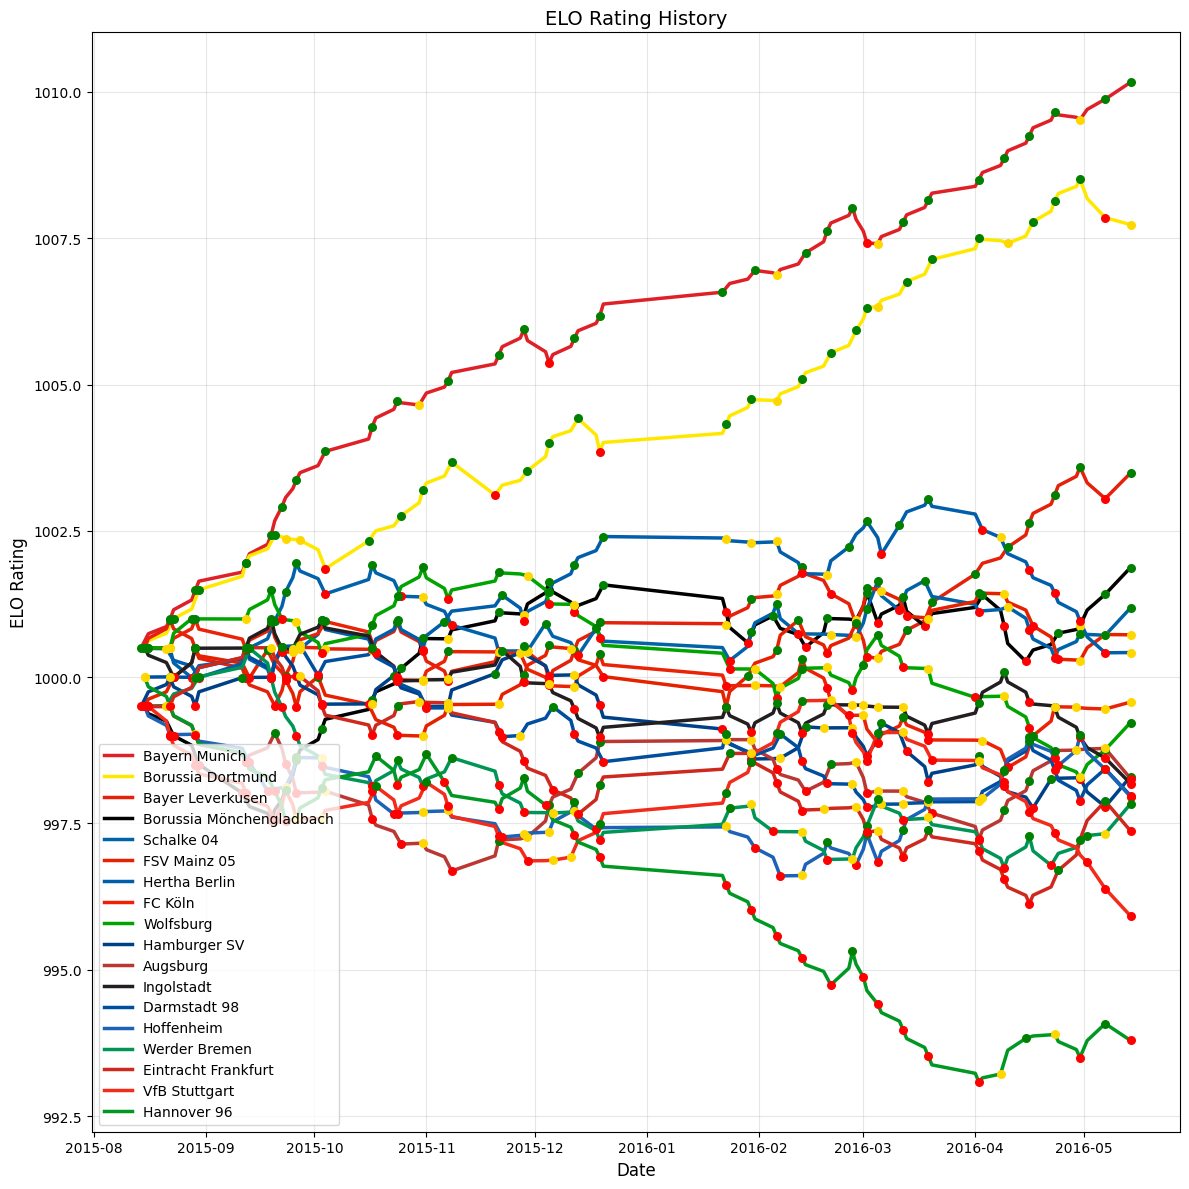 ELO Rating History
ELO Rating
1010.0
1007.5
1005.0
1002.5
1000.0
997.5
995.0
992.5
Bayern Munich
Borussia Dortmund
Bayer Leverkusen
Borussia Mönchengladbach
Schalke 04
FSV Mainz 05
Hertha Berlin
FC Köln
Wolfsburg
Hamburger SV
Augsburg
Ingolstadt
Darmstadt 98
Hoffenheim
Werder Bremen
Eintracht Frankfurt
VfB Stuttgart
Hannover 96
2015-08 2015-09 2015-10 2015-11 2015-12 2016-01 2016-02 2016-03 2016-04 2016-05
Date